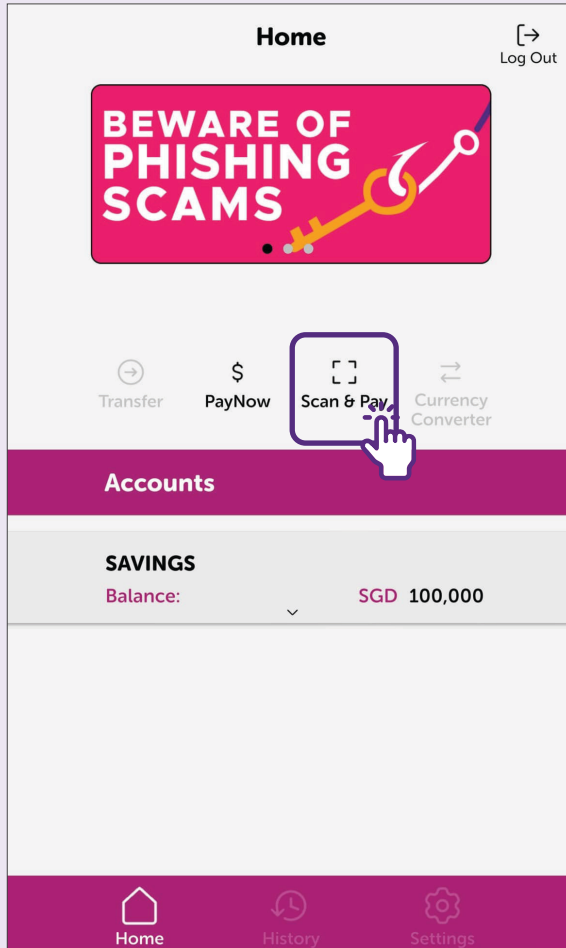 Home
Log Out
BEWARE OF
PHISHING
SCAMS
Transfer
$
PayNow
Scan & Pay
Currency
Converter
Accounts
SAVINGS
Balance: SGD 100,000
Home
History
Settings